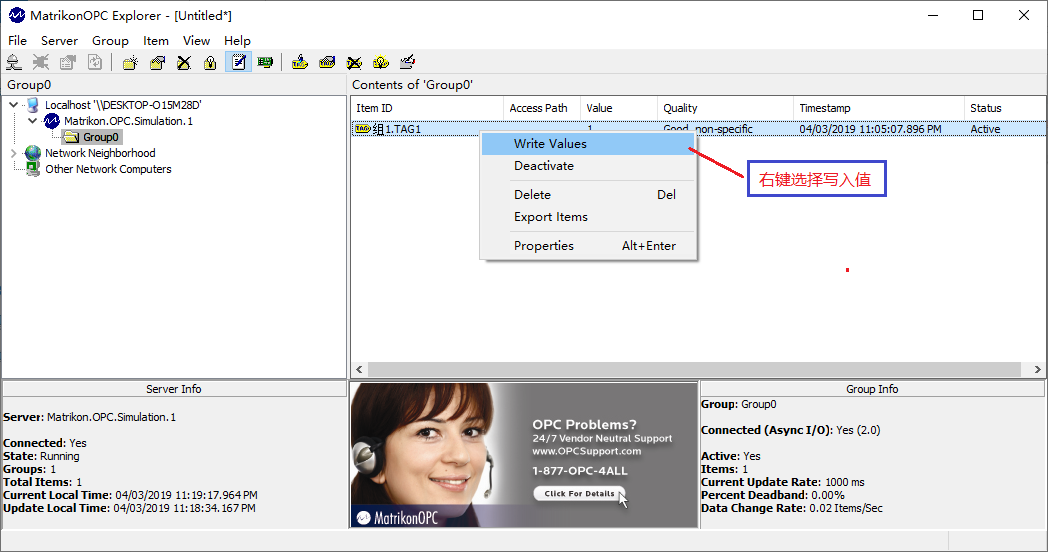 MatrikonOPC Explorer - [Untitled*]
File Server Group Item View Help
Group0
Contents of 'Group0'
Localhost '\\DESKTOP-O15M28D'
Matrikon.OPC.Simulation.1
Group0
Network Neighborhood
Other Network Computers
Item ID Access Path Value Quality Timestamp Status
TAG 组1.TAG1 1 Good, non-specific 04/03/2019 11:05:07.896 PM Active
Write Values
Deactivate
Delete Del
Export Items
Properties Alt+Enter
右键选择写入值
Server Info
Server: Matrikon.OPC.Simulation.1
Connected: Yes
State: Running
Groups: 1
Total Items: 1
Current Local Time: 04/03/2019 11:19:17.964 PM
Update Local Time: 04/03/2019 11:18:34.167 PM
OPC Problems?
24/7 Vendor Neutral Support
www.OPCSupport.com
1-877-OPC-4ALL
Click For Details
MatrikonOPC
Group Info
Group: Group0
Connected (Async I/O): Yes (2.0)
Active: Yes
Items: 1
Current Update Rate: 1000 ms
Percent Deadband: 0.00%
Data Change Rate: 0.02 Items/Sec